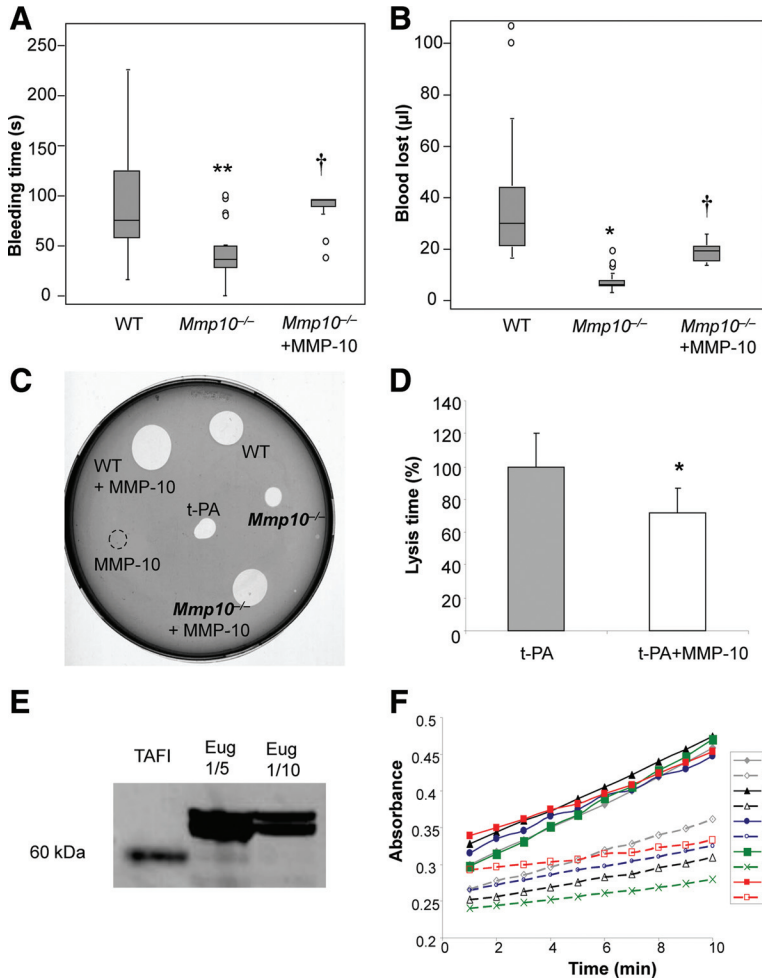 A
Bleeding time (s)
250
200
150
100
50
0
**
†
WT
Mmp10–/–
Mmp10–/–
+MMP-10
B
Blood lost (µl)
100
80
60
40
20
0
*
†
WT
Mmp10–/–
Mmp10–/–
+MMP-10
C
WT
+ MMP-10
WT
t-PA
Mmp10–/–
MMP-10
Mmp10–/–
+ MMP-10
D
Lysis time (%)
140
120
100
80
60
40
20
0
*
t-PA
t-PA+MMP-10
E
TAFI
Eug
1/5
Eug
1/10
60 kDa
F
Absorbance
0.5
0.45
0.4
0.35
0.3
0.25
0.2
0
2
4
6
8
10
Time (min)